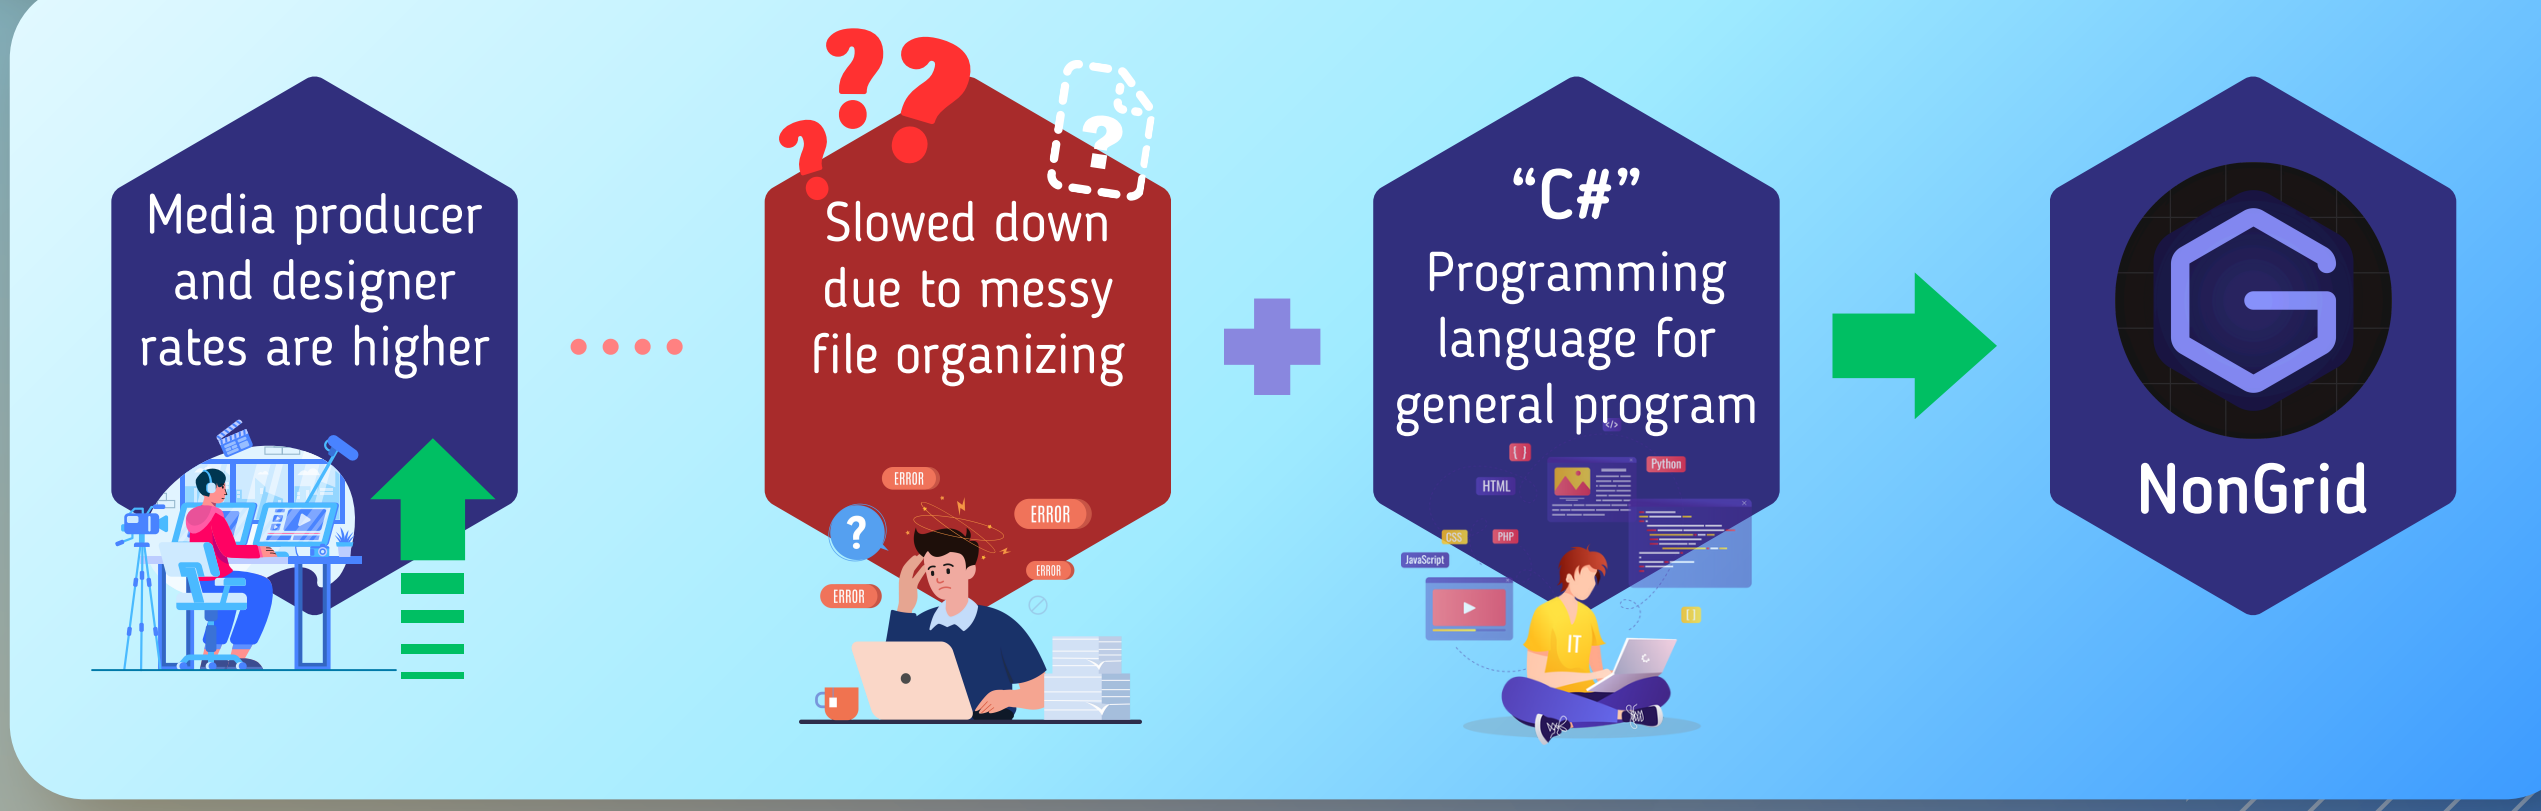 Media producer
and designer
rates are higher
? ? ?
?
Slowed down
due to messy
file organizing
ERROR
ERROR
?
ERROR
ERROR
“C#”
Programming
language for
general program
</>
{ }
Python
HTML
CSS
PHP
JavaScript
{ }
IT
C
G
NonGrid